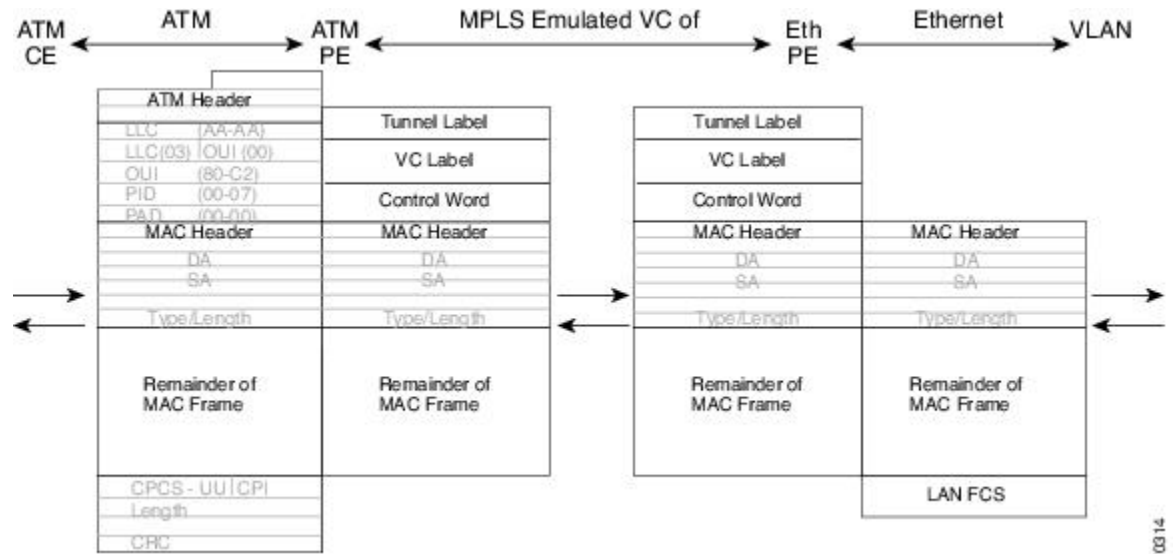 ATM CE
ATM
ATM PE
MPLS Emulated VC of
Eth PE
Ethernet
VLAN
ATM Header
LLC (AA-AA)
LLC(03) OUI (00)
OUI (80-C2)
PID (00-07)
PAD (00-00)
MAC Header
DA
SA
Type/Length
Remainder of
MAC Frame
CPCS - UU CPI
Length
CHC
Tunnel Label
VC Label
Control Word
MAC Header
DA
SA
Type/Length
Remainder of
MAC Frame
Tunnel Label
VC Label
Control Word
MAC Header
DA
SA
Type/Length
Remainder of
MAC Frame
MAC Header
DA
SA
Type/Length
Remainder of
MAC Frame
LAN FCS
0314